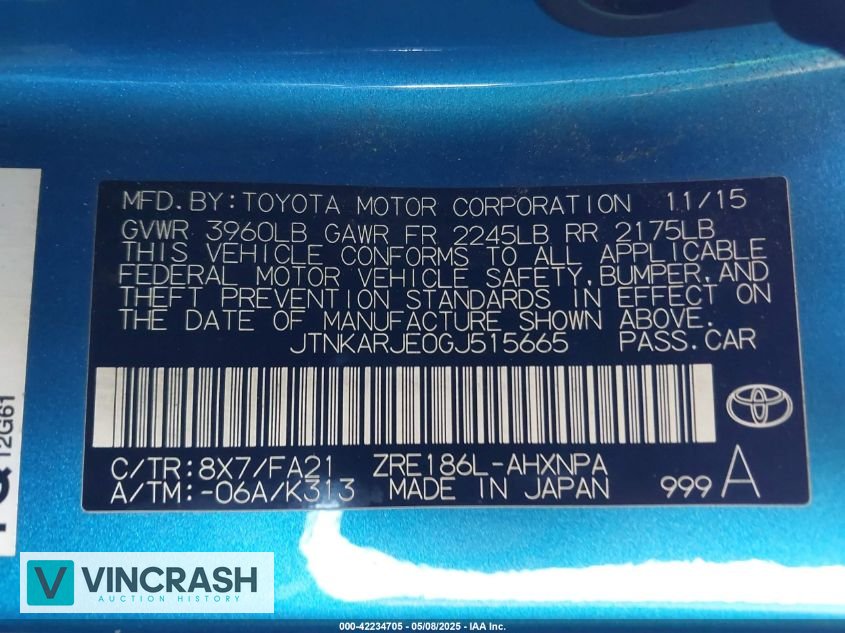 MFD.BY:TOYOTA MOTOR CORPORATION 11/15
GVWR 3960LB GAWR FR 2245LB RR 2175LB
THIS VEHICLE CONFORMS TO ALL APPLICABLE
FEDERAL MOTOR VEHICLE SAFETY,BUMPER,AND
THEFT PREVENTION STANDARDS IN EFFECT ON
THE DATE OF MANUFACTURE SHOWN ABOVE.
JTNKARJE0GJ515665 PASS.CAR
C/TR:8X7/FA21 ZRE186L-AHXNPA
A/TM:-06A/K313 MADE IN JAPAN 999 A
12G61
V VINCRASH
AUCTION HISTORY
000-42234705 - 05/08/2025 - IAA Inc.